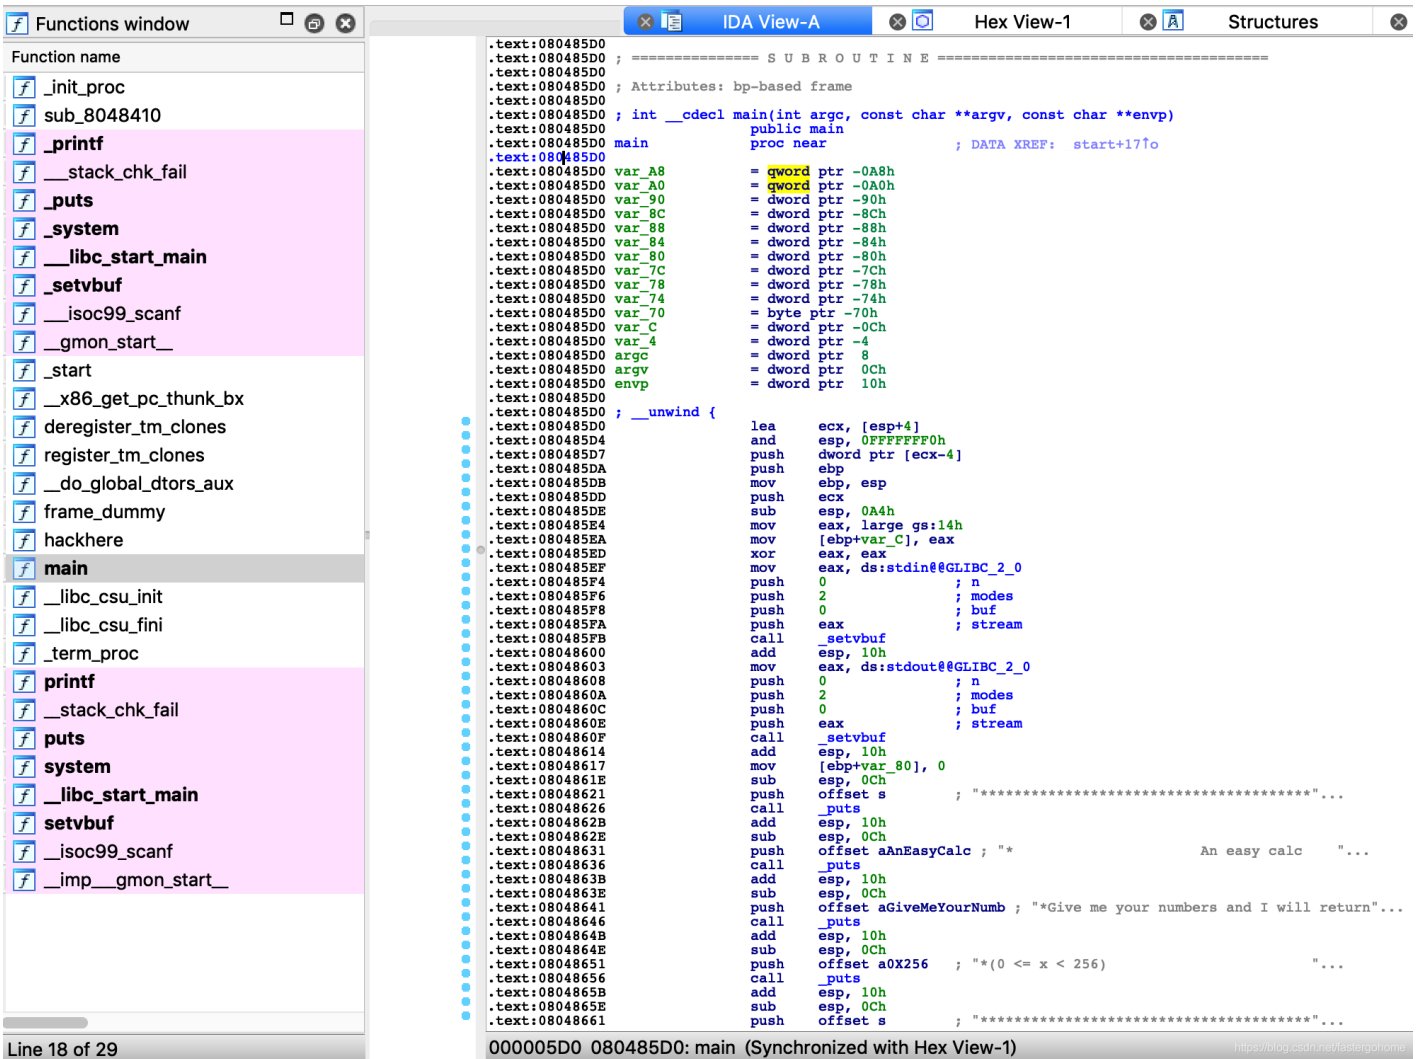 Functions window
Function name
_init_proc
sub_8048410
_printf
___stack_chk_fail
_puts
_system
___libc_start_main
_setvbuf
___isoc99_scanf
__gmon_start__
_start
__x86_get_pc_thunk_bx
deregister_tm_clones
register_tm_clones
__do_global_dtors_aux
frame_dummy
hackhere
main
__libc_csu_init
__libc_csu_fini
_term_proc
printf
__stack_chk_fail
puts
system
__libc_start_main
setvbuf
__isoc99_scanf
__imp___gmon_start__
Line 18 of 29
IDA View-A
Hex View-1
Structures
.text:080485D0
.text:080485D0 ; =============== S U B R O U T I N E =======================================
.text:080485D0
.text:080485D0 ; Attributes: bp-based frame
.text:080485D0
.text:080485D0 ; int __cdecl main(int argc, const char **argv, const char **envp)
.text:080485D0 public main
.text:080485D0 main proc near ; DATA XREF: start+17↑o
.text:080485D0
.text:080485D0 var_A8 = qword ptr -0A8h
.text:080485D0 var_A0 = qword ptr -0A0h
.text:080485D0 var_90 = dword ptr -90h
.text:080485D0 var_8C = dword ptr -8Ch
.text:080485D0 var_88 = dword ptr -88h
.text:080485D0 var_84 = dword ptr -84h
.text:080485D0 var_80 = dword ptr -80h
.text:080485D0 var_7C = dword ptr -7Ch
.text:080485D0 var_78 = dword ptr -78h
.text:080485D0 var_74 = dword ptr -74h
.text:080485D0 var_70 = byte ptr -70h
.text:080485D0 var_C = dword ptr -0Ch
.text:080485D0 var_4 = dword ptr -4
.text:080485D0 argc = dword ptr 8
.text:080485D0 argv = dword ptr 0Ch
.text:080485D0 envp = dword ptr 10h
.text:080485D0
.text:080485D0 ; __unwind {
.text:080485D0 lea ecx, [esp+4]
.text:080485D4 and esp, 0FFFFFFF0h
.text:080485D7 push dword ptr [ecx-4]
.text:080485DA push ebp
.text:080485DB mov ebp, esp
.text:080485DD push ecx
.text:080485DE sub esp, 0A4h
.text:080485E4 mov eax, large gs:14h
.text:080485EA mov [ebp+var_C], eax
.text:080485ED xor eax, eax
.text:080485EF mov eax, ds:stdin@@GLIBC_2_0
.text:080485F4 push 0 ; n
.text:080485F6 push 2 ; modes
.text:080485F8 push 0 ; buf
.text:080485FA push eax ; stream
.text:080485FB call _setvbuf
.text:08048600 add esp, 10h
.text:08048603 mov eax, ds:stdout@@GLIBC_2_0
.text:08048608 push 0 ; n
.text:0804860A push 2 ; modes
.text:0804860C push 0 ; buf
.text:0804860E push eax ; stream
.text:0804860F call _setvbuf
.text:08048614 add esp, 10h
.text:08048617 mov [ebp+var_80], 0
.text:0804861E sub esp, 0Ch
.text:08048621 push offset s ; "***************************************"...
.text:08048626 call _puts
.text:0804862B add esp, 10h
.text:0804862E sub esp, 0Ch
.text:08048631 push offset aAnEasyCalc ; "* An easy calc "...
.text:08048636 call _puts
.text:0804863B add esp, 10h
.text:0804863E sub esp, 0Ch
.text:08048641 push offset aGiveMeYourNumb ; "*Give me your numbers and I will return"...
.text:08048646 call _puts
.text:0804864B add esp, 10h
.text:0804864E sub esp, 0Ch
.text:08048651 push offset a0X256 ; "*(0 <= x < 256) "...
.text:08048656 call _puts
.text:0804865B add esp, 10h
.text:0804865E sub esp, 0Ch
.text:08048661 push offset s ; "***************************************"...
000005D0 080485D0: main (Synchronized with Hex View-1)
https://blog.csdn.net/fastergohome